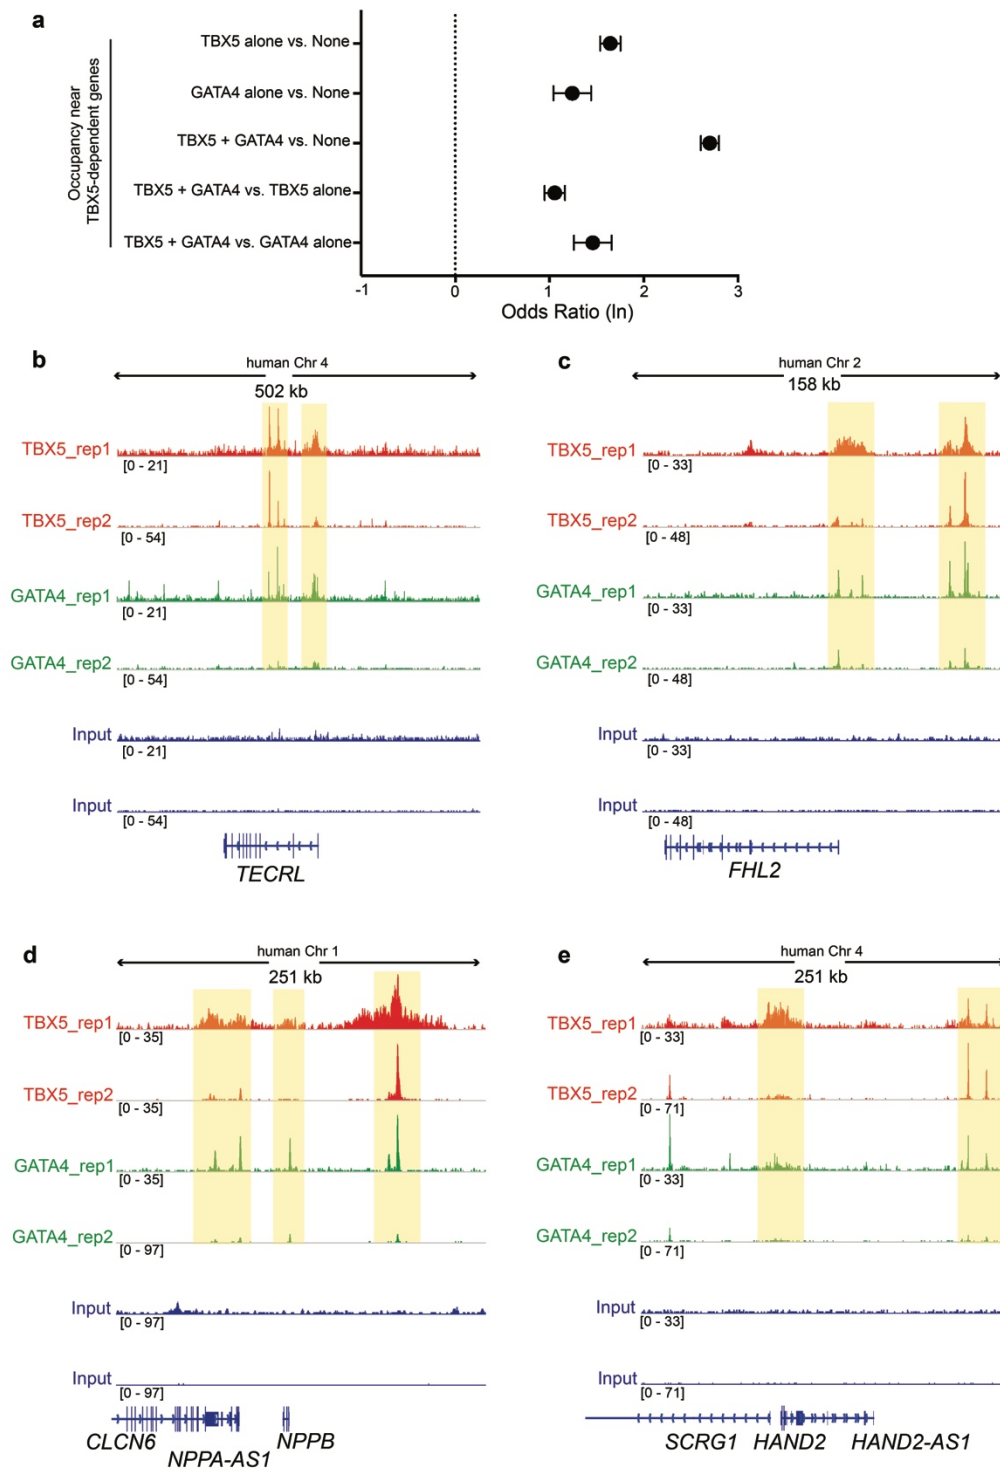 a
Occupancy near
TBX5-dependent genes
TBX5 alone vs. None
GATA4 alone vs. None
TBX5 + GATA4 vs. None
TBX5 + GATA4 vs. TBX5 alone
TBX5 + GATA4 vs. GATA4 alone
-1 0 1 2 3
Odds Ratio (ln)
b
human Chr 4
502 kb
TBX5_rep1
[0 - 21]
TBX5_rep2
[0 - 54]
GATA4_rep1
[0 - 21]
GATA4_rep2
[0 - 54]
Input
[0 - 21]
Input
[0 - 54]
TECRL
c
human Chr 2
158 kb
TBX5_rep1
[0 - 33]
TBX5_rep2
[0 - 48]
GATA4_rep1
[0 - 33]
GATA4_rep2
[0 - 48]
Input
[0 - 33]
Input
[0 - 48]
FHL2
d
human Chr 1
251 kb
TBX5_rep1
[0 - 35]
TBX5_rep2
[0 - 35]
GATA4_rep1
[0 - 35]
GATA4_rep2
[0 - 97]
Input
[0 - 97]
Input
[0 - 97]
CLCN6
NPPA-AS1
NPPB
e
human Chr 4
251 kb
TBX5_rep1
[0 - 33]
TBX5_rep2
[0 - 71]
GATA4_rep1
[0 - 33]
GATA4_rep2
[0 - 71]
Input
[0 - 33]
Input
[0 - 71]
SCRG1 HAND2 HAND2-AS1